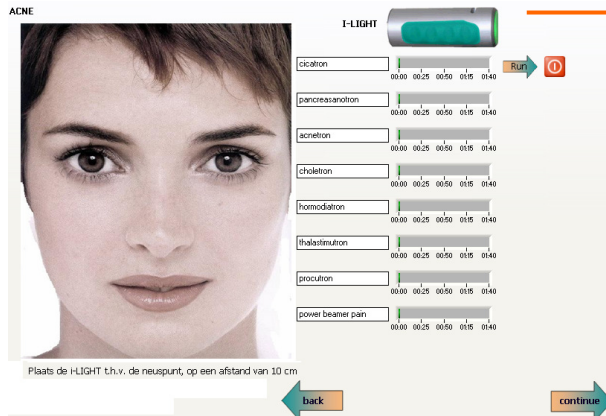 ACNE
I-LIGHT
cicatron
00:00 00:25 00:50 01:15 01:40
Run
pancreasanotron
00:00 00:25 00:50 01:15 01:40
acnetron
00:00 00:25 00:50 01:15 01:40
choletron
00:00 00:25 00:50 01:15 01:40
hormodiatron
00:00 00:25 00:50 01:15 01:40
thalastimutron
00:00 00:25 00:50 01:15 01:40
procutron
00:00 00:25 00:50 01:15 01:40
power beamer pain
00:00 00:25 00:50 01:15 01:40
Plaats de i-LIGHT t.h.v. de neuspunt, op een afstand van 10 cm
back
continue